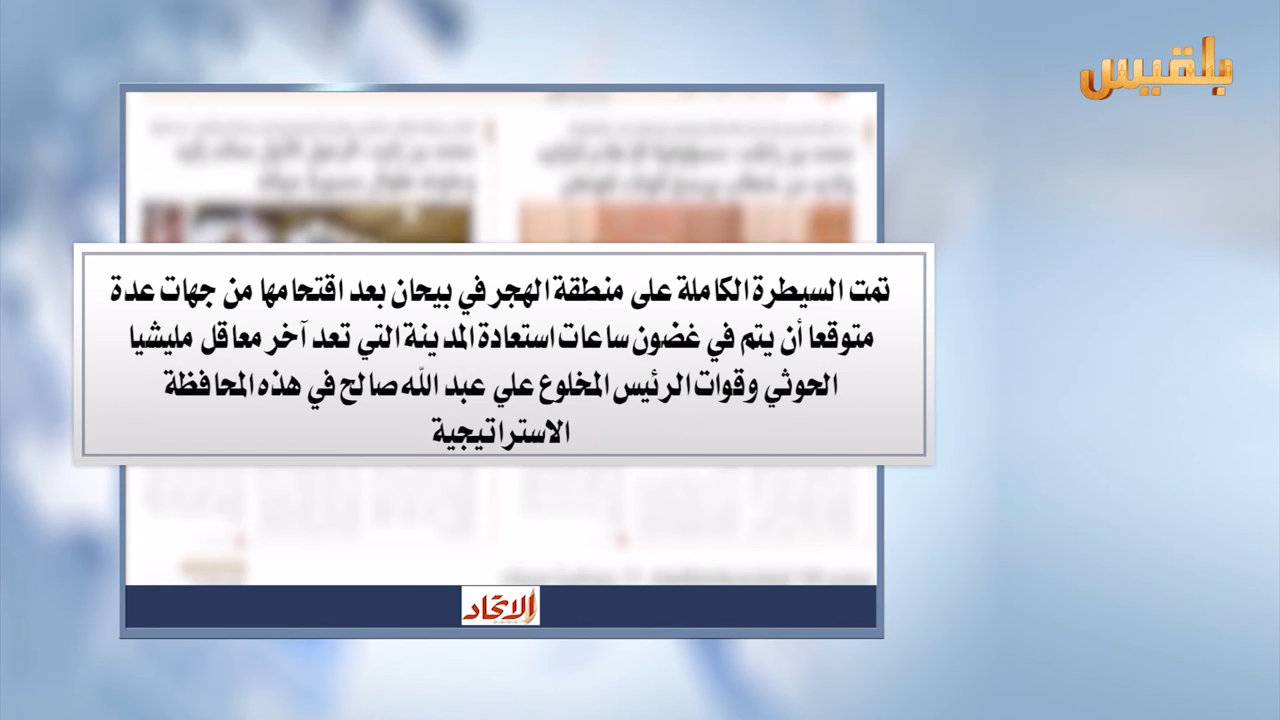 بلقيس
تمت السيطرة الكاملة على منطقة الهجر في بيحان بعد اقتحامها من جهات عدة
متوقعا أن يتم في غضون ساعات استعادة المدينة التي تعد آخر معاقل مليشيا
الحوثي وقوات الرئيس المخلوع علي عبد الله صالح في هذه المحافظة
الاستراتيجية
الاتحاد